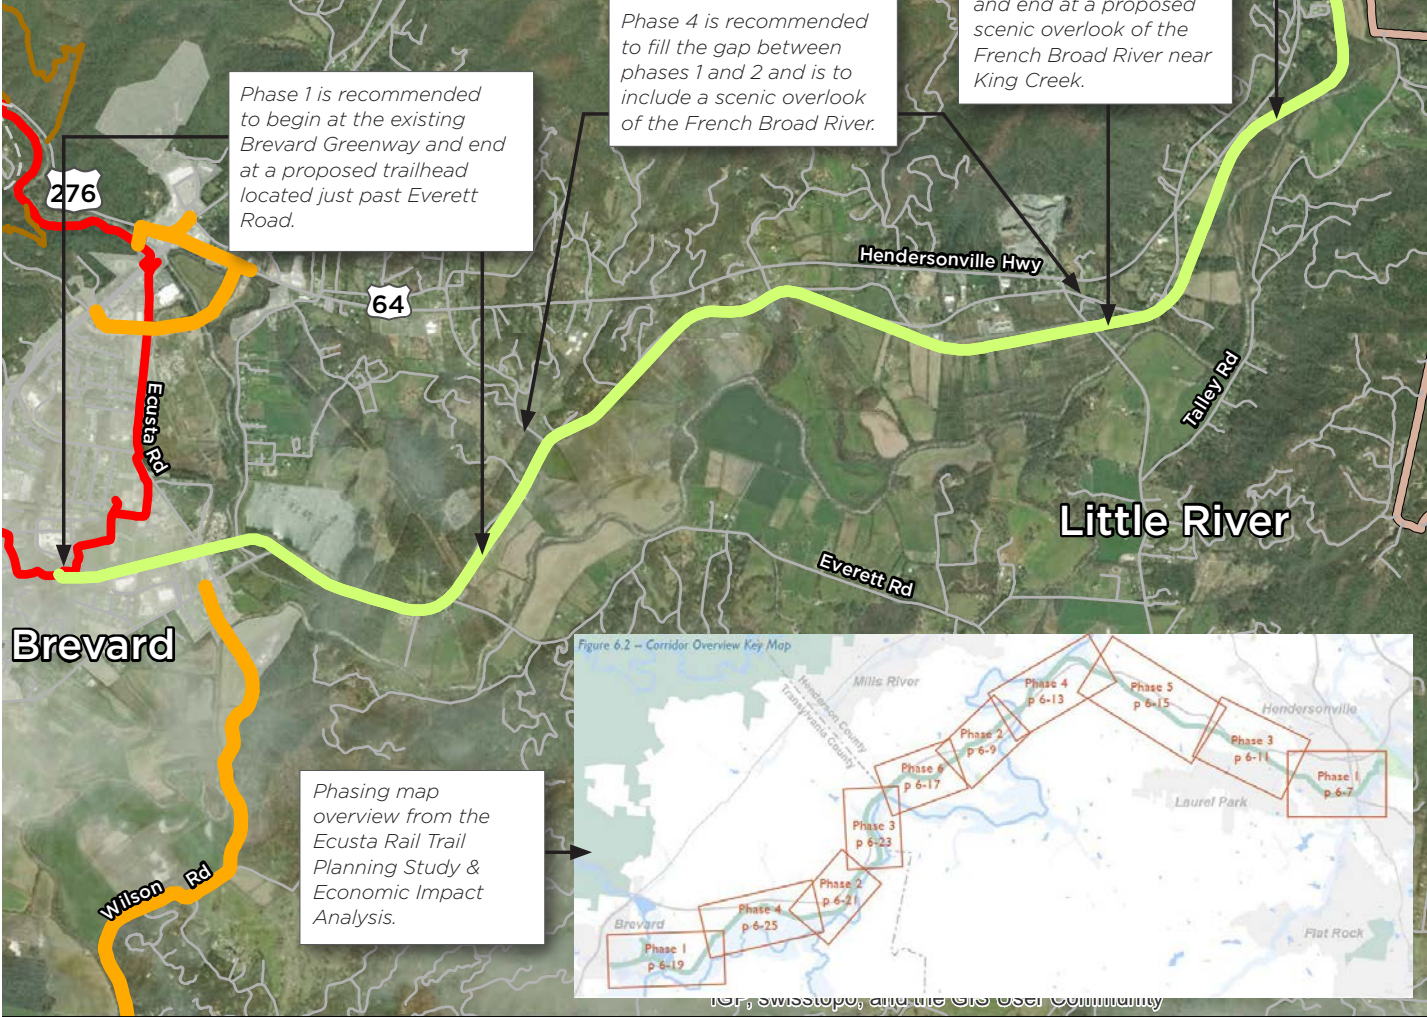 and end at a proposed
scenic overlook of the
French Broad River near
King Creek.
Phase 4 is recommended
to fill the gap between
phases 1 and 2 and is to
include a scenic overlook
of the French Broad River.
Phase 1 is recommended
to begin at the existing
Brevard Greenway and end
at a proposed trailhead
located just past Everett
Road.
276
64
Hendersonville Hwy
Ecusta Rd
Talley Rd
Little River
Everett Rd
Brevard
Wilson Rd
Phasing map
overview from the
Ecusta Rail Trail
Planning Study &
Economic Impact
Analysis.
Figure 6.2 – Corridor Overview Key Map
Mills River
Henderson County
Transylvania County
Hendersonville
Laurel Park
Flat Rock
Brevard
Phase 4
p 6-13
Phase 5
p 6-15
Phase 2
p 6-9
Phase 3
p 6-11
Phase 6
p 6-17
Phase 1
p 6-7
Phase 3
p 6-23
Phase 2
p 6-21
Phase 4
p 6-25
Phase 1
p 6-19
IGP, swisstopo, and the GIS User Community